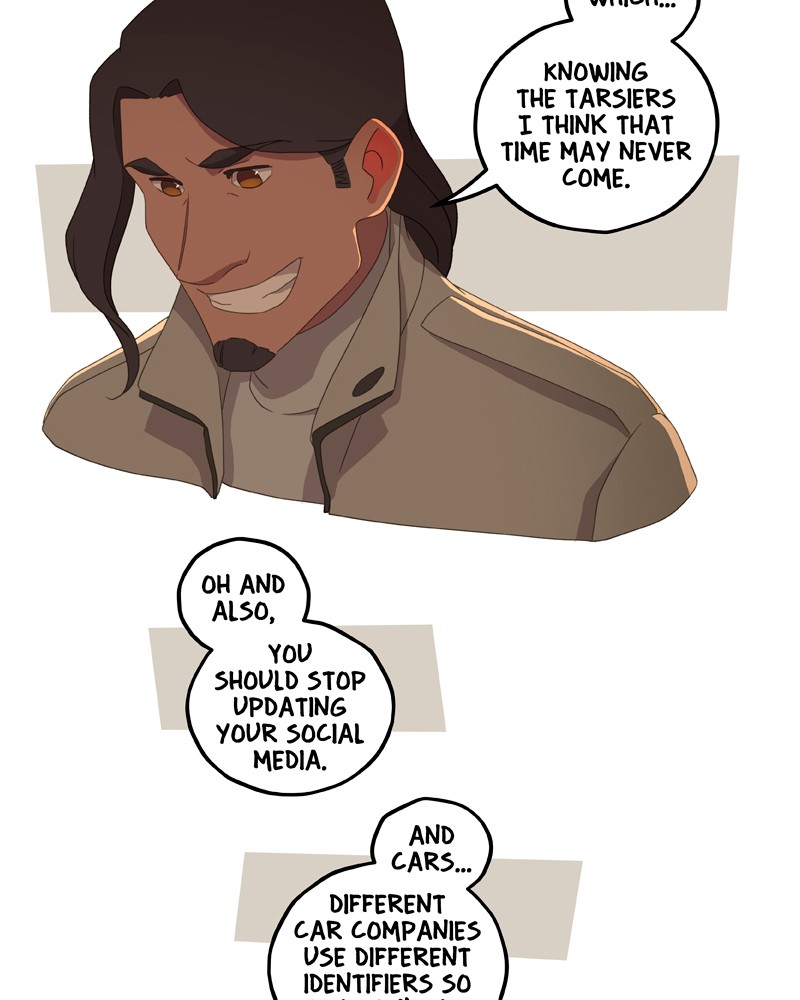 WHICH...
KNOWING
THE TARSIERS
I THINK THAT
TIME MAY NEVER
COME.
OH AND
ALSO,
YOU
SHOULD STOP
UPDATING
YOUR SOCIAL
MEDIA.
AND
CARS...
DIFFERENT
CAR COMPANIES
USE DIFFERENT
IDENTIFIERS SO